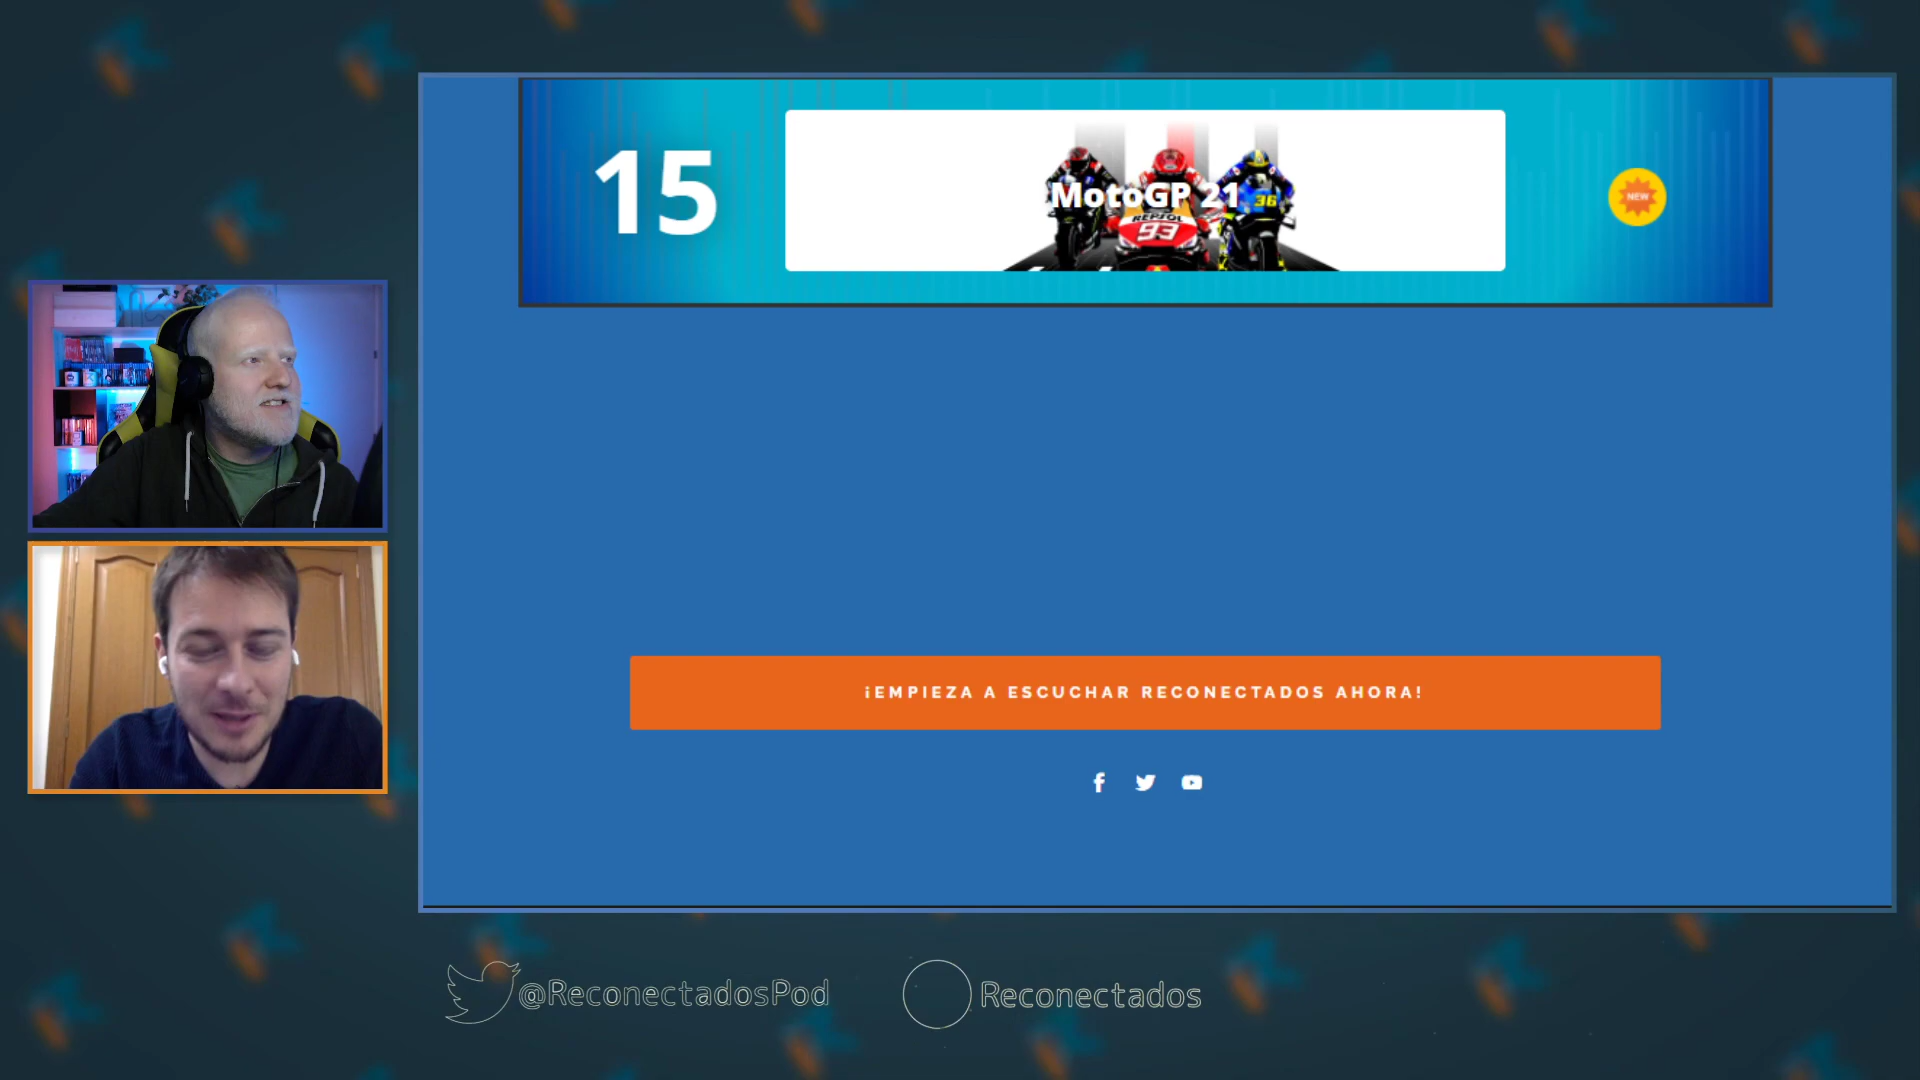 15
MotoGP 21
36
REPSOL
93
NEW
¡EMPIEZA A ESCUCHAR RECONECTADOS AHORA!
@ReconectadosPod
Reconectados